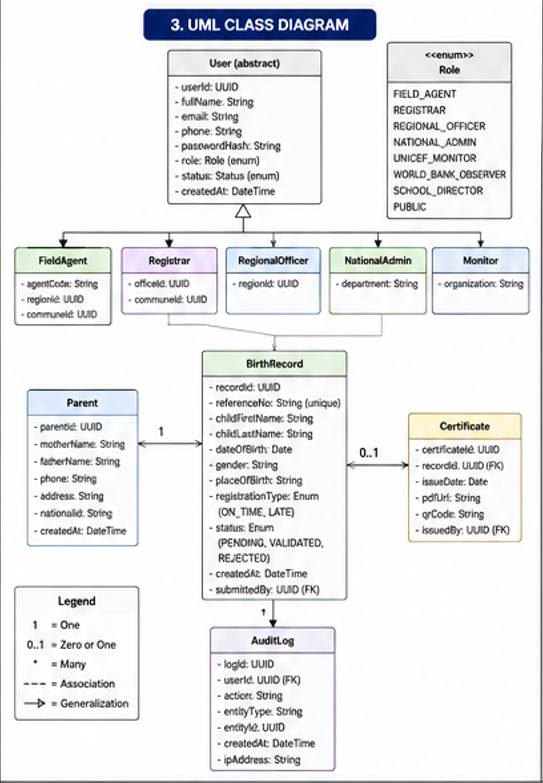 3. UML CLASS DIAGRAM
User (abstract)
- userId: UUID
- fullName: String
- email: String
- phone: String
- passwordHash: String
- role: Role (enum)
- status: Status (enum)
- createdAt: DateTime
<<enum>>
Role
FIELD_AGENT
REGISTRAR
REGIONAL_OFFICER
NATIONAL_ADMIN
UNICEF_MONITOR
WORLD_BANK_OBSERVER
SCHOOL_DIRECTOR
PUBLIC
FieldAgent
- agentCode: String
- regionId: UUID
- communeId: UUID
Registrar
- officeId: UUID
- communeId: UUID
RegionalOfficer
- regionId: UUID
NationalAdmin
- department: String
Monitor
- organization: String
BirthRecord
- recordId: UUID
- referenceNo: String (unique)
- childFirstName: String
- childLastName: String
- dateOfBirth: Date
- gender: String
- placeOfBirth: String
- registrationType: Enum
(ON_TIME, LATE)
- status: Enum
(PENDING, VALIDATED,
REJECTED)
- createdAt: DateTime
- submittedBy: UUID (FK)
Parent
- parentId: UUID
- motherName: String
- fatherName: String
- phone: String
- address: String
- nationalId: String
- createdAt: DateTime
1
0..1
Certificate
- certificateId: UUID
- recordId: UUID (FK)
- issueDate: Date
- pdfUrl: String
- qrCode: String
- issuedBy: UUID (FK)
Legend
1 = One
0..1 = Zero or One
* = Many
--- = Association
= Generalization
AuditLog
- logId: UUID
- userId: UUID (FK)
- action: String
- entityType: String
- entityId: UUID
- createdAt: DateTime
- ipAddress: String